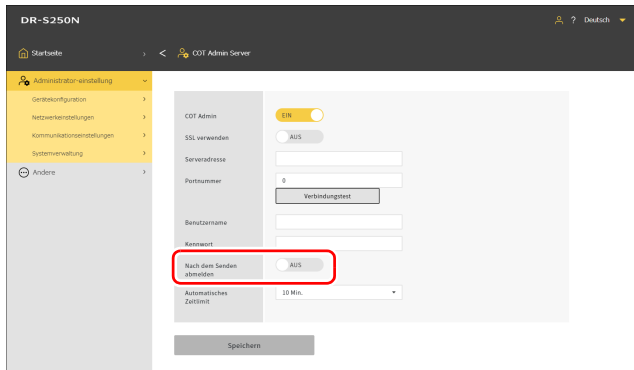 DR-S250N
? Deutsch
Startseite
COT Admin Server
Administrator-einstellung
Gerätekonfiguration
Netzwerkeinstellungen
Kommunikationseinstellungen
Systemverwaltung
Andere
COT Admin EIN
SSL verwenden AUS
Serveradresse
Portnummer 0
Verbindungstest
Benutzername
Kennwort
Nach dem Senden AUS
abmelden
Automatisches 10 Min.
Zeitlimit
Speichern